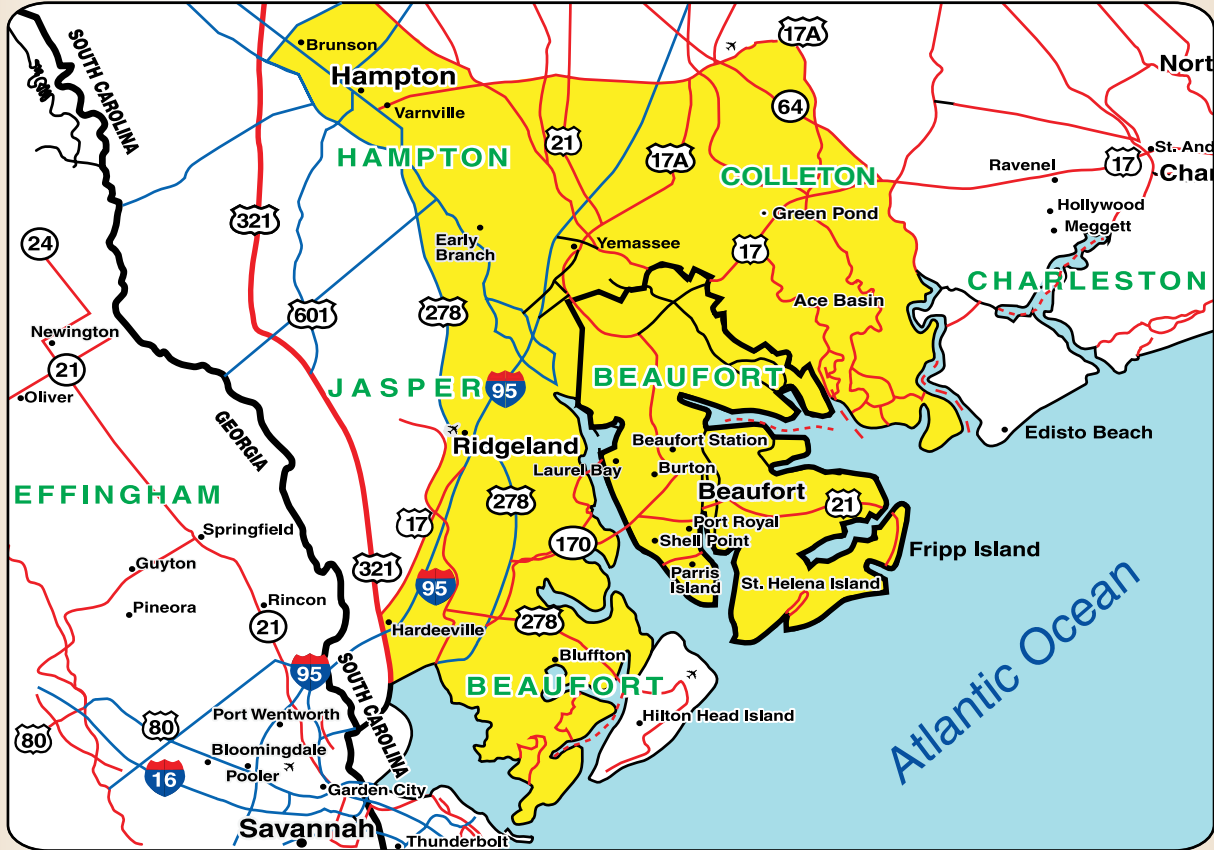 17A
SOUTH CAROLINA
Brunson
Hampton
Nort
Varnville
64
21
17A
HAMPTON
COLLETON
17
St. And
Char
Ravenel
Hollywood
Meggett
321
24
Green Pond
Early
Branch
Yemassee
17
CHARLESTON
Ace Basin
601
278
Newington
21
Oliver
JASPER
95
BEAUFORT
GEORGIA
Ridgeland
Beaufort Station
Edisto Beach
Laurel Bay
Burton
EFFINGHAM
278
Beaufort
21
Springfield
17
Port Royal
170
Shell Point
Fripp Island
Guyton
321
Parris
Island
St. Helena Island
95
Pineora
Rincon
21
Hardeeville
278
Bluffton
95
SOUTH CAROLINA
BEAUFORT
Atlantic Ocean
Port Wentworth
Hilton Head Island
80
80
Bloomingdale
Pooler
16
Garden City
Savannah
Thunderbolt